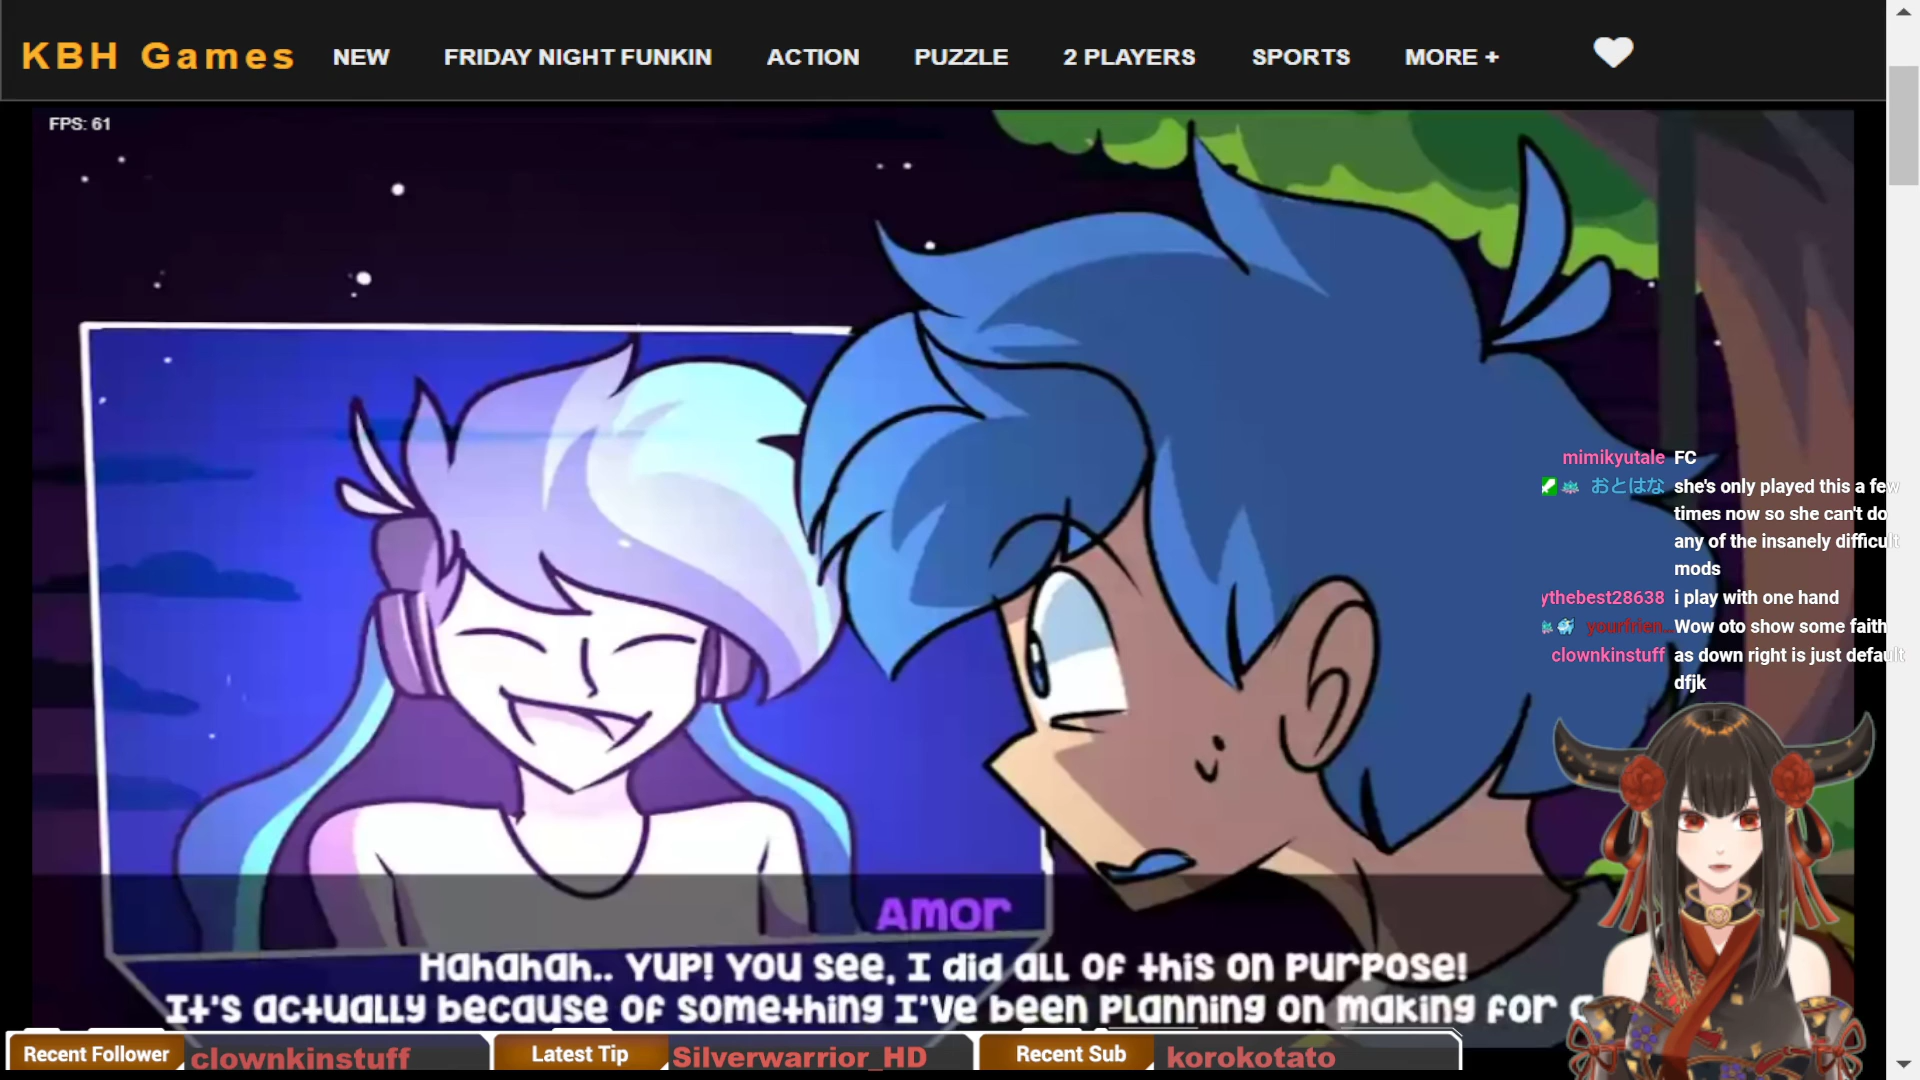 KBH Games NEW FRIDAY NIGHT FUNKIN ACTION PUZZLE 2 PLAYERS SPORTS MORE +
FPS: 61
mimikyutale FC
おとはな she's only played this a few
times now so she can't do
any of the insanely difficult
mods
ythebest28638 i play with one hand
yourfrien... Wow oto show some faith
clownkinstuff as down right is just default
dfjk
Amor
Hahahah.. Yup! You see, I did all of this on purpose!
It's actually because of something I've been planning on making for a
Recent Follower clownkinstuff Latest Tip Silverwarrior_HD Recent Sub korokotato